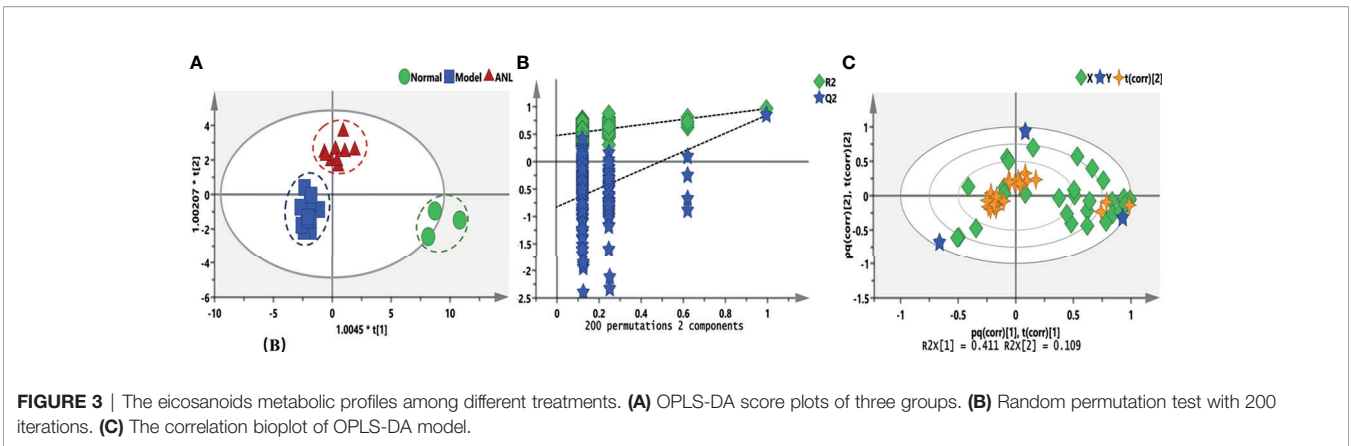 A
Normal Model ANL
1.00207 * t[2]
4
2
0
-2
-4
-6
-10 -5 0 5 10 15
1.0045 * t[1]
(B)
B
R2
Q2
1
0.5
0
-0.5
-1
-1.5
-2
2.5
0 0.2 0.4 0.6 0.8 1
200 permutations 2 components
C
X Y t(corr)[2]
pq(corr)[2], t(corr)[2]
1
0.5
0
-0.5
-1
-1.5
-1 -0.5 0 0.5 1
pq(corr)[1], t(corr)[1]
R2X[1] = 0.411 R2X[2] = 0.109
FIGURE 3 | The eicosanoids metabolic profiles among different treatments. (A) OPLS-DA score plots of three groups. (B) Random permutation test with 200
iterations. (C) The correlation bioplot of OPLS-DA model.